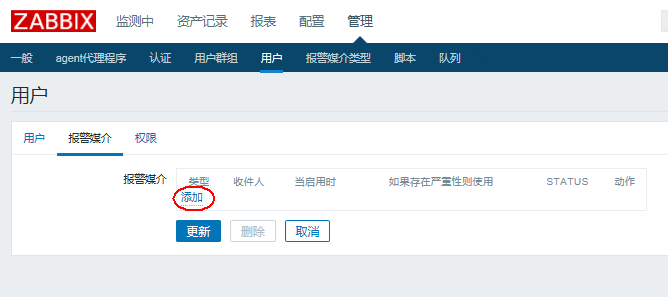 ZABBIX 监测中 资产记录 报表 配置 管理
一般 agent代理程序 认证 用户群组 用户 报警媒介类型 脚本 队列
用户
用户 报警媒介 权限
报警媒介 类型 收件人 当启用时 如果存在严重性则使用 STATUS 动作
添加
更新 删除 取消